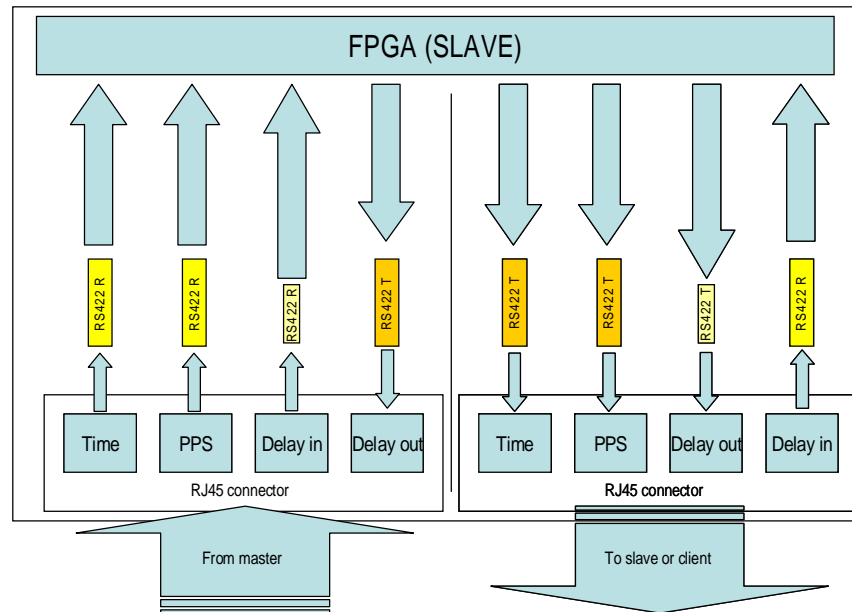 FPGA (SLAVE)
RS422 R
RS422 R
RS422 R
RS422 T
RS422 T
RS422 T
RS422 T
RS422 R
Time
PPS
Delay in
Delay out
Time
PPS
Delay out
Delay in
RJ45 connector
RJ45 connector
From master
To slave or client